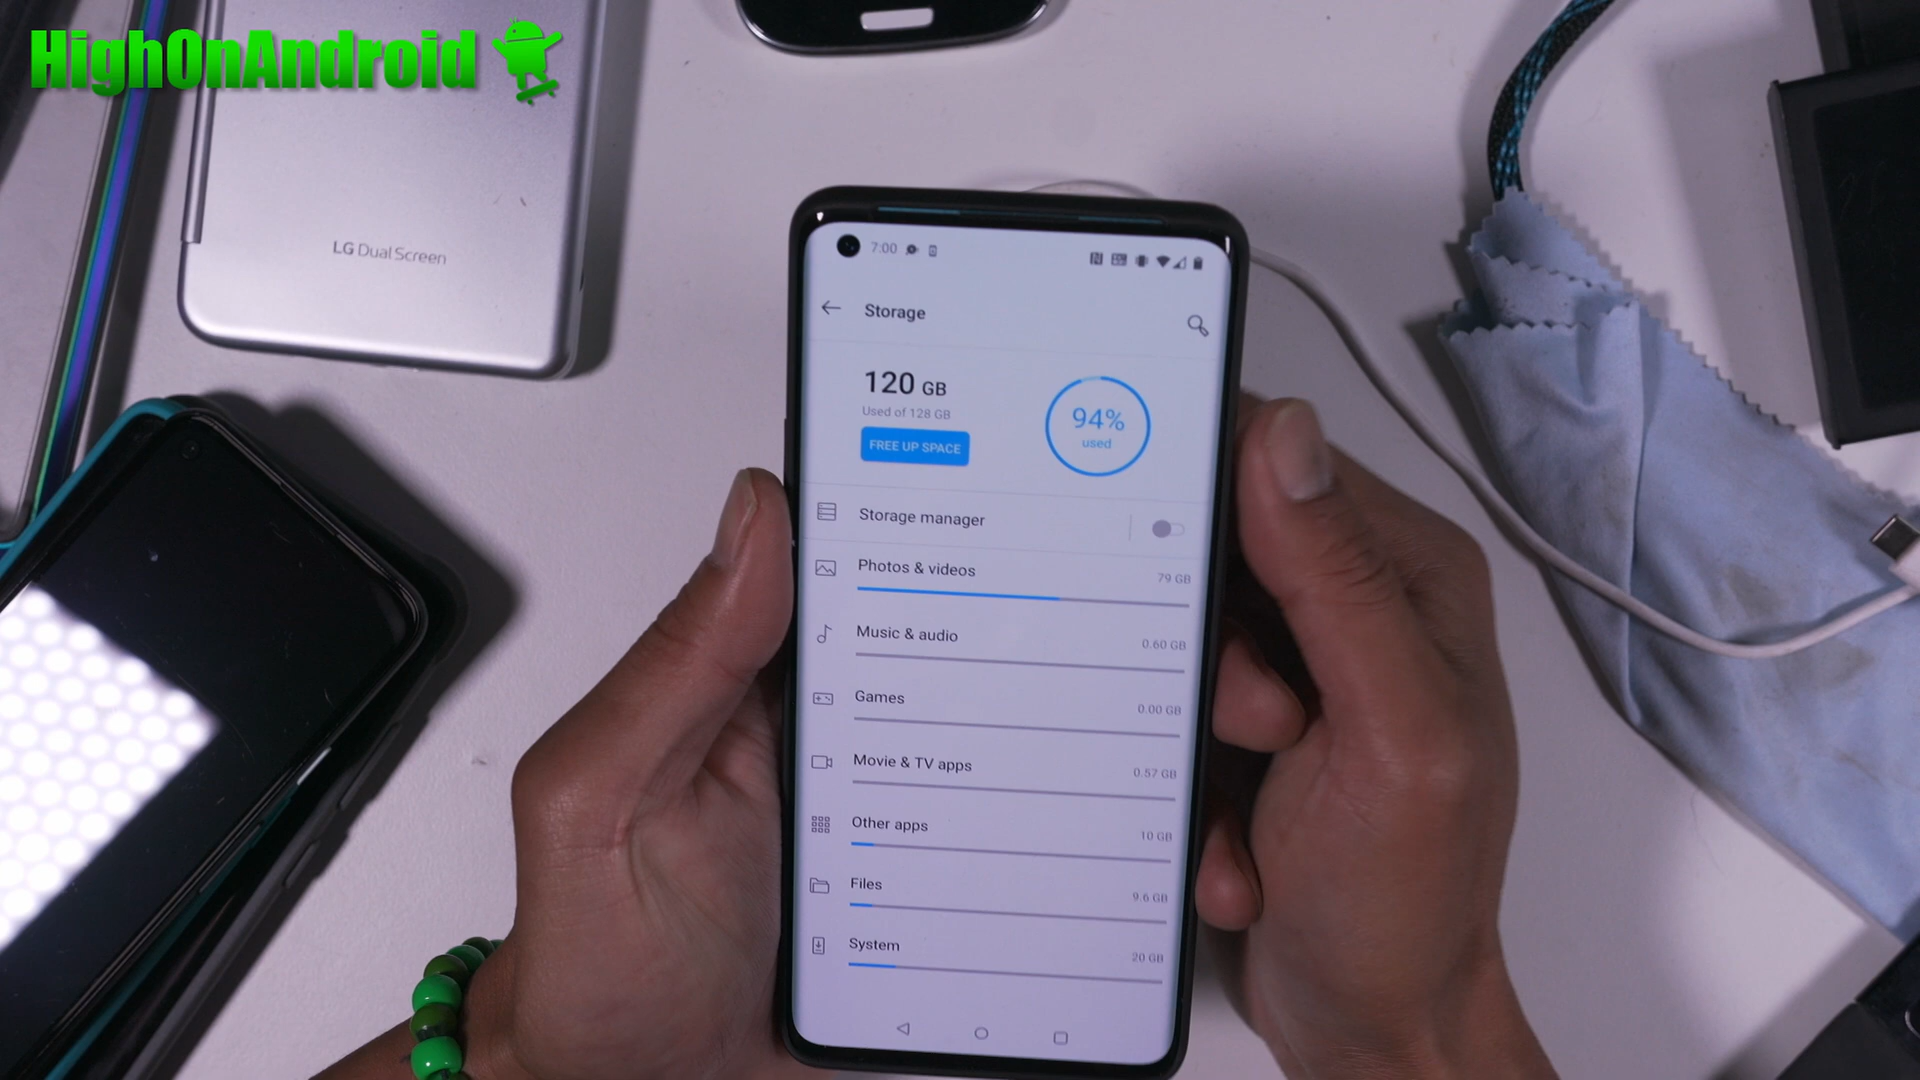 HighOnAndroid
LG Dual Screen
7:00
Storage
120 GB
Used of 128 GB
FREE UP SPACE
94%
used
Storage manager
Photos & videos
79 GB
Music & audio
0.60 GB
Games
0.00 GB
Movie & TV apps
0.57 GB
Other apps
10 GB
Files
9.6 GB
System
20 GB